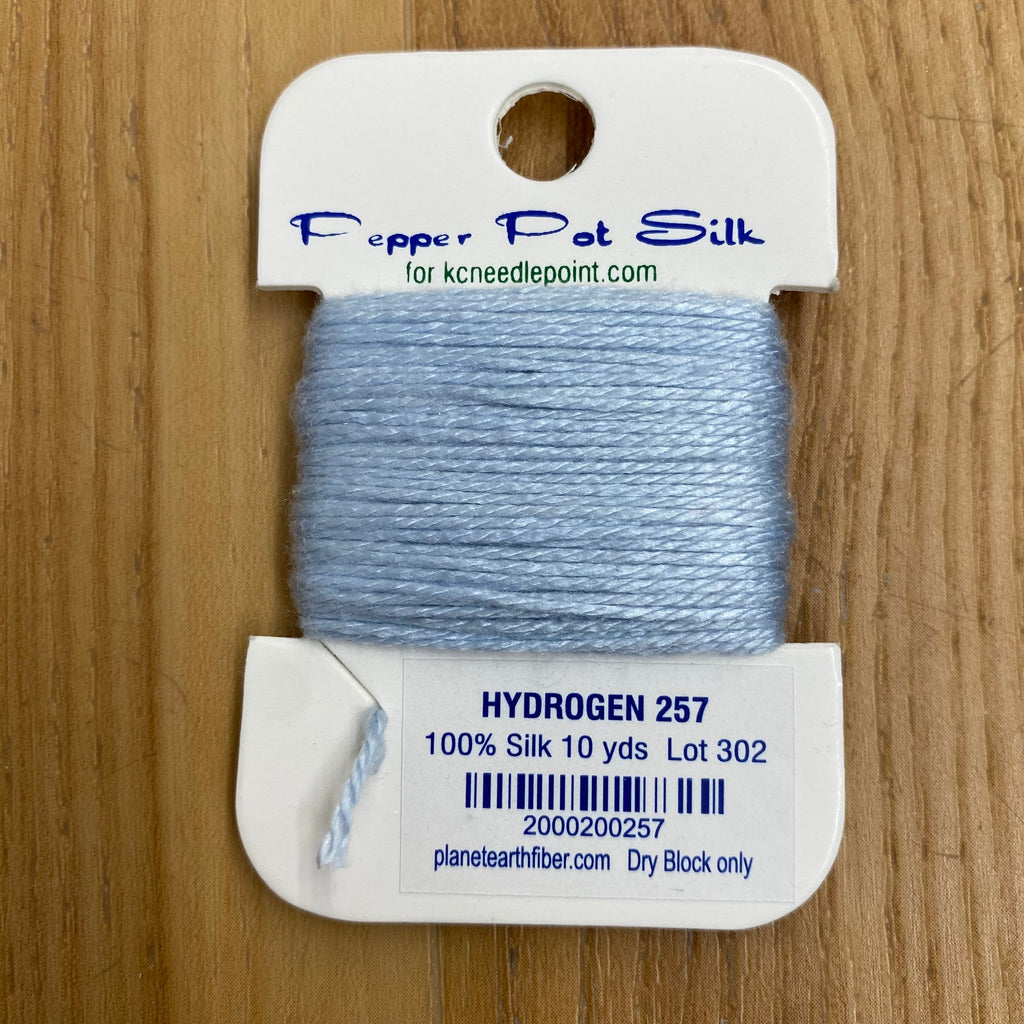 Pepper Pot Silk
for kcneedlepoint.com
HYDROGEN 257
100% Silk 10 yds Lot 302
2000200257
planetearthfiber.com Dry Block only